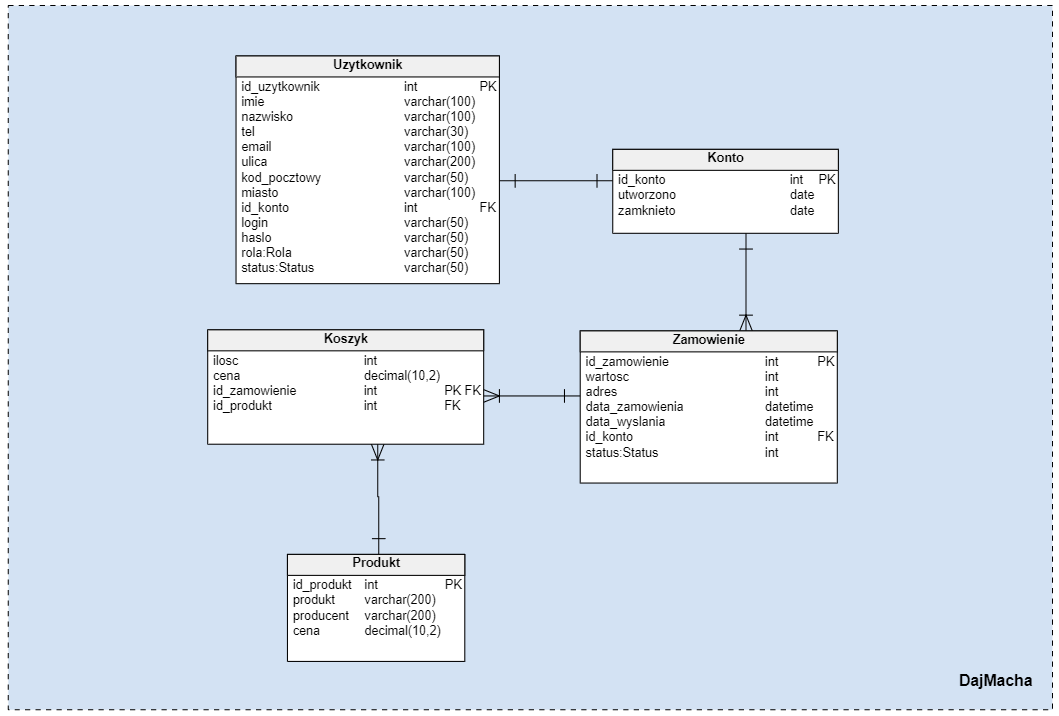 Uzytkownik
id_uzytkownik int PK
imie varchar(100)
nazwisko varchar(100)
tel varchar(30)
email varchar(100)
ulica varchar(200)
kod_pocztowy varchar(50)
miasto varchar(100)
id_konto int FK
login varchar(50)
haslo varchar(50)
rola:Rola varchar(50)
status:Status varchar(50)
Konto
id_konto int PK
utworzono date
zamknieto date
Koszyk
ilosc int
cena decimal(10,2)
id_zamowienie int PK FK
id_produkt int FK
Zamowienie
id_zamowienie int PK
wartosc int
adres int
data_zamowienia datetime
data_wyslania datetime
id_konto int FK
status:Status int
Produkt
id_produkt int PK
produkt varchar(200)
producent varchar(200)
cena decimal(10,2)
DajMacha